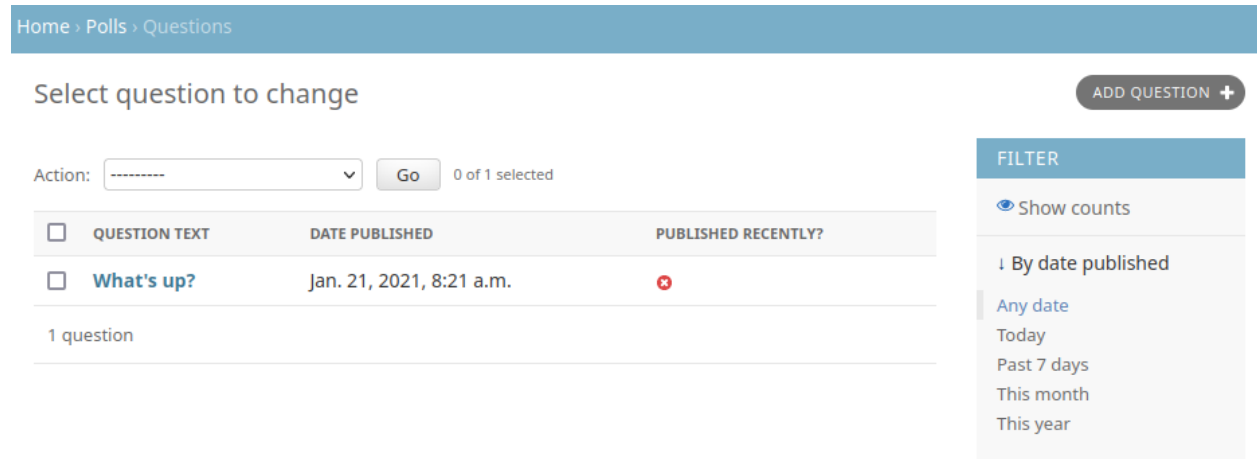 Home › Polls › Questions
Select question to change
ADD QUESTION +
Action: --------- Go 0 of 1 selected
QUESTION TEXT DATE PUBLISHED PUBLISHED RECENTLY?
What's up? Jan. 21, 2021, 8:21 a.m.
1 question
FILTER
Show counts
↓ By date published
Any date
Today
Past 7 days
This month
This year